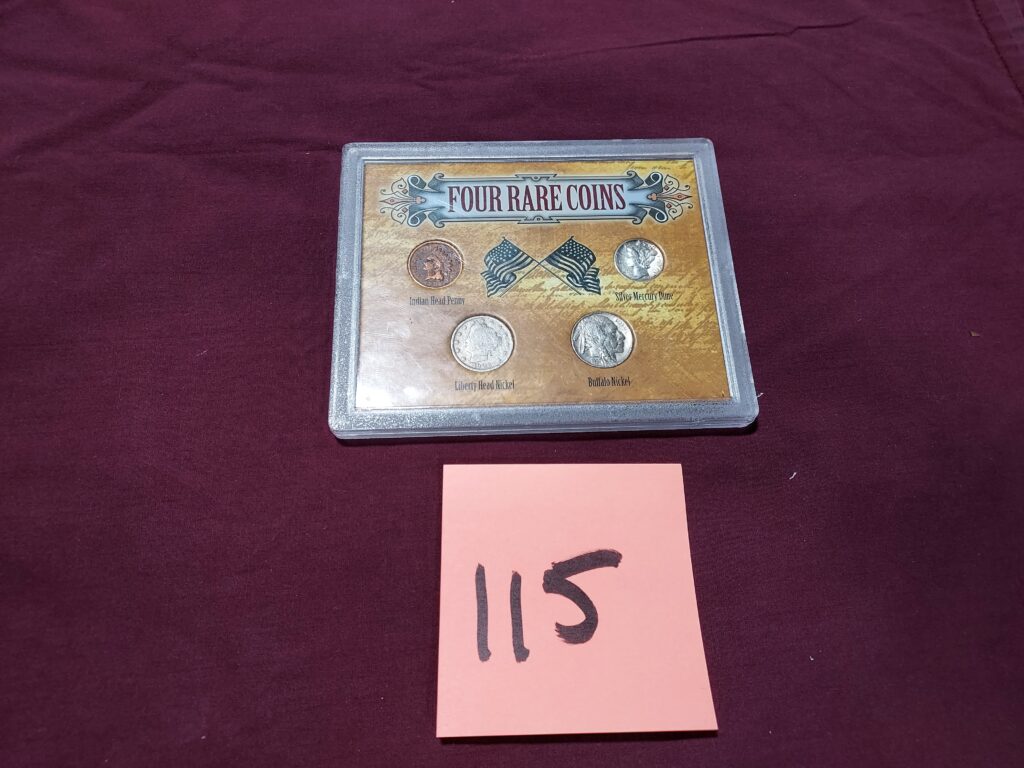 FOUR RARE COINS
Indian Head Penny
Silver Mercury Dime
Liberty Head Nickel
Buffalo Nickel
115